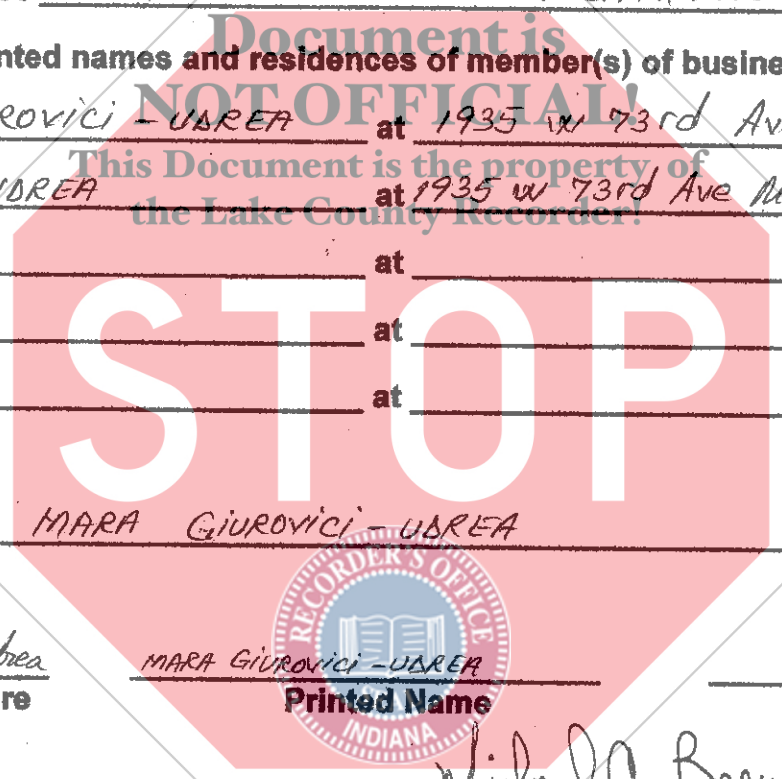 Document is
nted names and residences of member(s) of busine
NOT OFFICIAL!
ROVICI - UDREA at 1935 W 73rd Av
This Document is the property of
UDREA at 1935 W 73rd Ave
the Lake County Recorder!
at
at
at
STOP
MARA GIUROVICI - UDREA
RECORDER'S OFFICE
MARA GIUROVICI - UDREA
re Printed Name
INDIANA